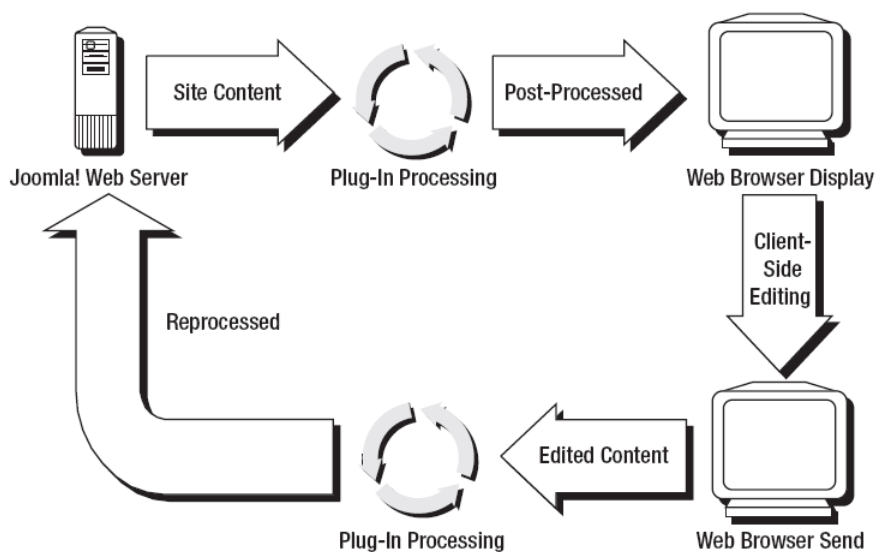 Site Content
Post-Processed
Joomla! Web Server
Plug-In Processing
Web Browser Display
Client-
Side
Editing
Reprocessed
Edited Content
Plug-In Processing
Web Browser Send